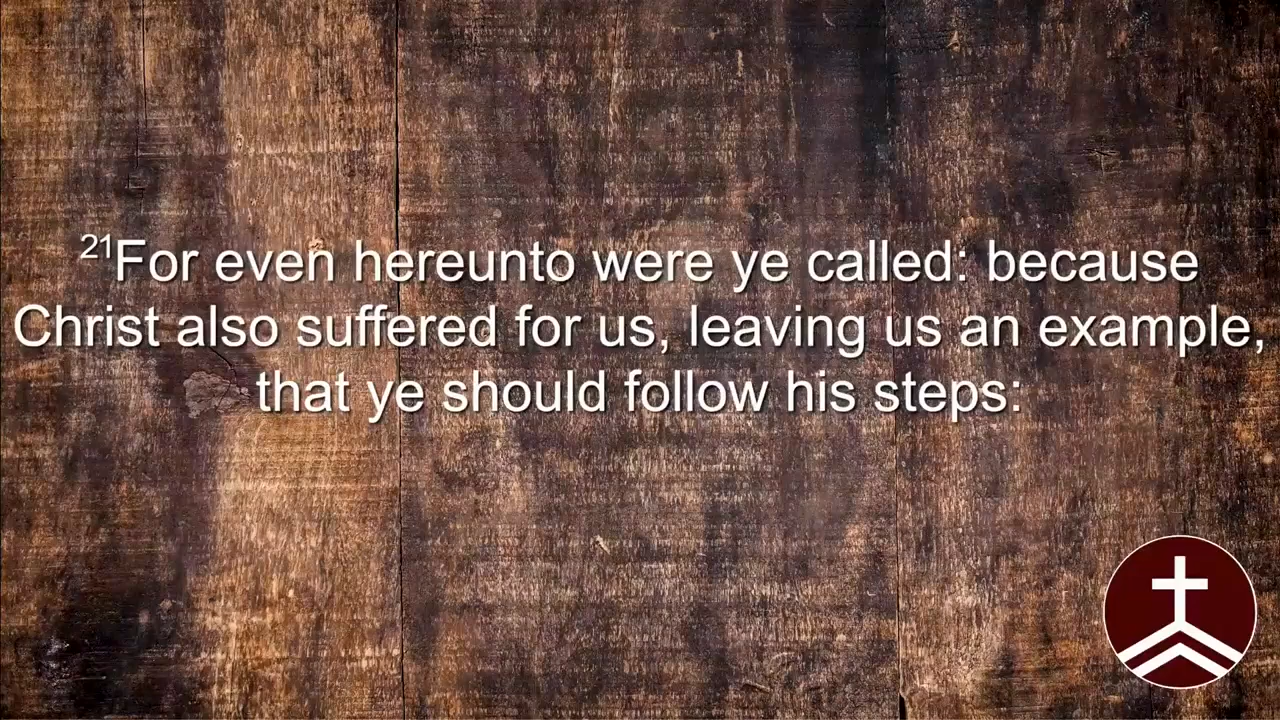 21For even hereunto were ye called: because
Christ also suffered for us, leaving us an example,
that ye should follow his steps: